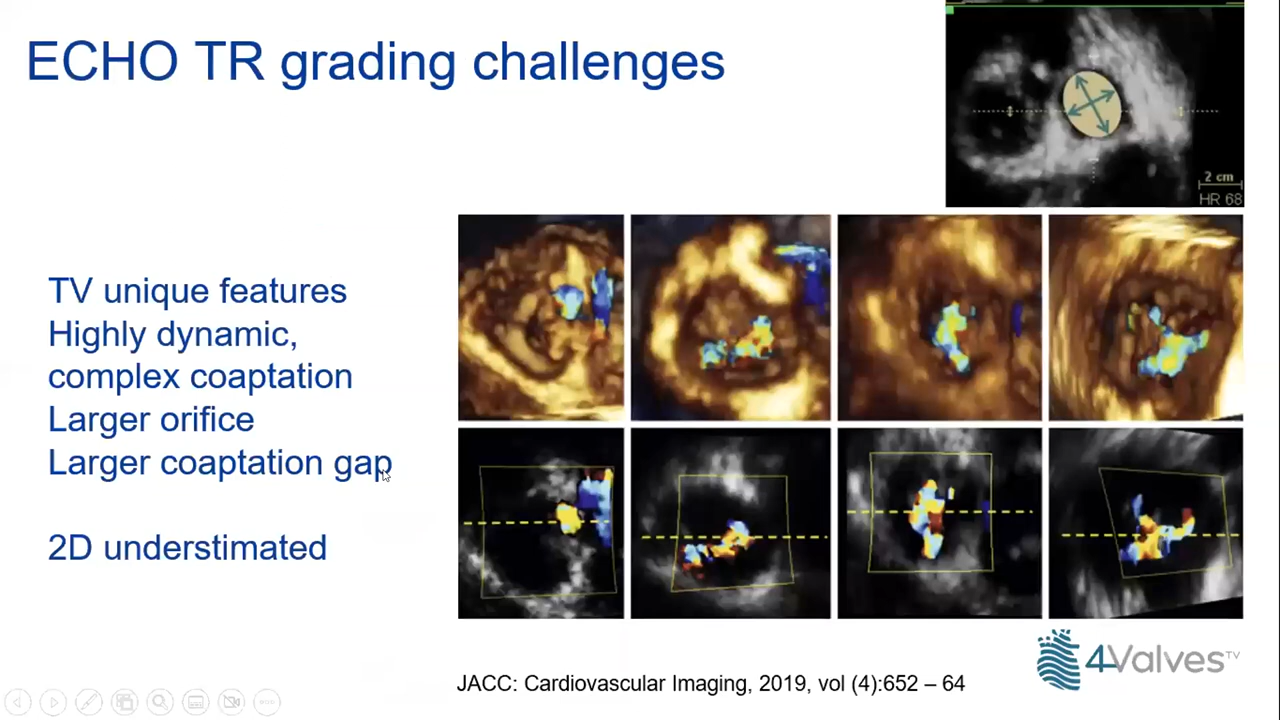 ECHO TR grading challenges
2 cm
HR 68
TV unique features
Highly dynamic,
complex coaptation
Larger orifice
Larger coaptation gap
2D understimated
4Valves TV
JACC: Cardiovascular Imaging, 2019, vol (4):652 – 64